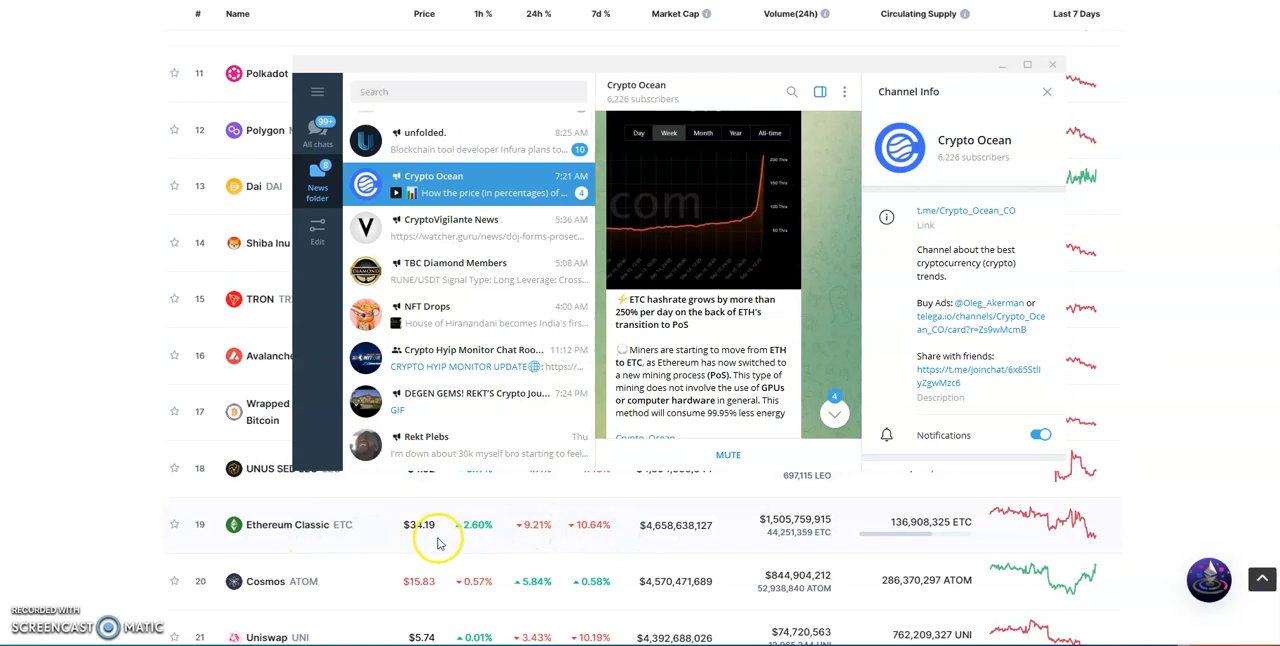 # Name Price 1h % 24h % 7d % Market Cap Volume(24h) Circulating Supply Last 7 Days
11 Polkadot
12 Polygon
13 Dai DAI
14 Shiba Inu
15 TRON
16 Avalanche
17 Wrapped
Bitcoin
18 UNUS SED
697,115 LEO
19 Ethereum Classic ETC $34.19 2.60% 9.21% 10.64% $4,658,638,127 $1,505,759,915 136,908,325 ETC
44,251,359 ETC
20 Cosmos ATOM $15.83 0.57% 5.84% 0.58% $4,570,471,689 $844,904,212 286,370,297 ATOM
52,938,840 ATOM
21 Uniswap UNI $5.74 0.01% 3.43% 10.19% $4,392,688,026 $74,720,563 762,209,327 UNI
99+
All chats
8
News
folder
Edit
Search
unfolded. 8:25 AM
Blockchain tool developer Infura plans to... 10
Crypto Ocean 7:21 AM
How the price (in percentages) of ... 4
CryptoVigilante News 5:36 AM
https://watcher.guru/news/doj-forms-prosec...
TBC Diamond Members 5:08 AM
RUNE/USDT Signal Type: Long Leverage: Cross...
NFT Drops 4:00 AM
House of Hiranandani becomes India's firs...
Crypto Hyip Monitor Chat Roo... 11:12 PM
CRYPTO HYIP MONITOR UPDATE: https:/...
DEGEN GEMS! REKT'S Crypto Jou... 7:24 PM
GIF
Rekt Plebs Thu
I'm down about 30k myself bro starting to feel...
Crypto Ocean
6,226 subscribers
Day Week Month Year All-time
com
ETC hashrate grows by more than
250% per day on the back of ETH's
transition to PoS
Miners are starting to move from ETH
to ETC, as Ethereum has now switched to
a new mining process (PoS). This type of
mining does not involve the use of GPUs
or computer hardware in general. This
method will consume 99.95% less energy
Crypto_Ocean
4
MUTE
Channel Info
Crypto Ocean
6,226 subscribers
t.me/Crypto_Ocean_CO
Link
Channel about the best
cryptocurrency (crypto)
trends.
Buy Ads: @Oleg_Akerman or
telega.io/channels/Crypto_Oce
an_CO/card?r=Zs9wMcmB
Share with friends:
https://t.me/joinchat/6x65StlI
yZgwMzc6
Description
Notifications
RECORDED WITH
SCREENCAST MATIC